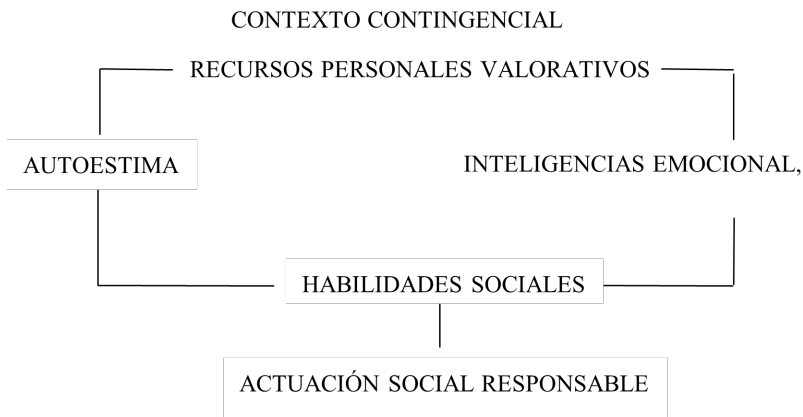 CONTEXTO CONTINGENCIAL
RECURSOS PERSONALES VALORATIVOS
AUTOESTIMA
INTELIGENCIAS EMOCIONAL,
HABILIDADES SOCIALES
ACTUACIÓN SOCIAL RESPONSABLE